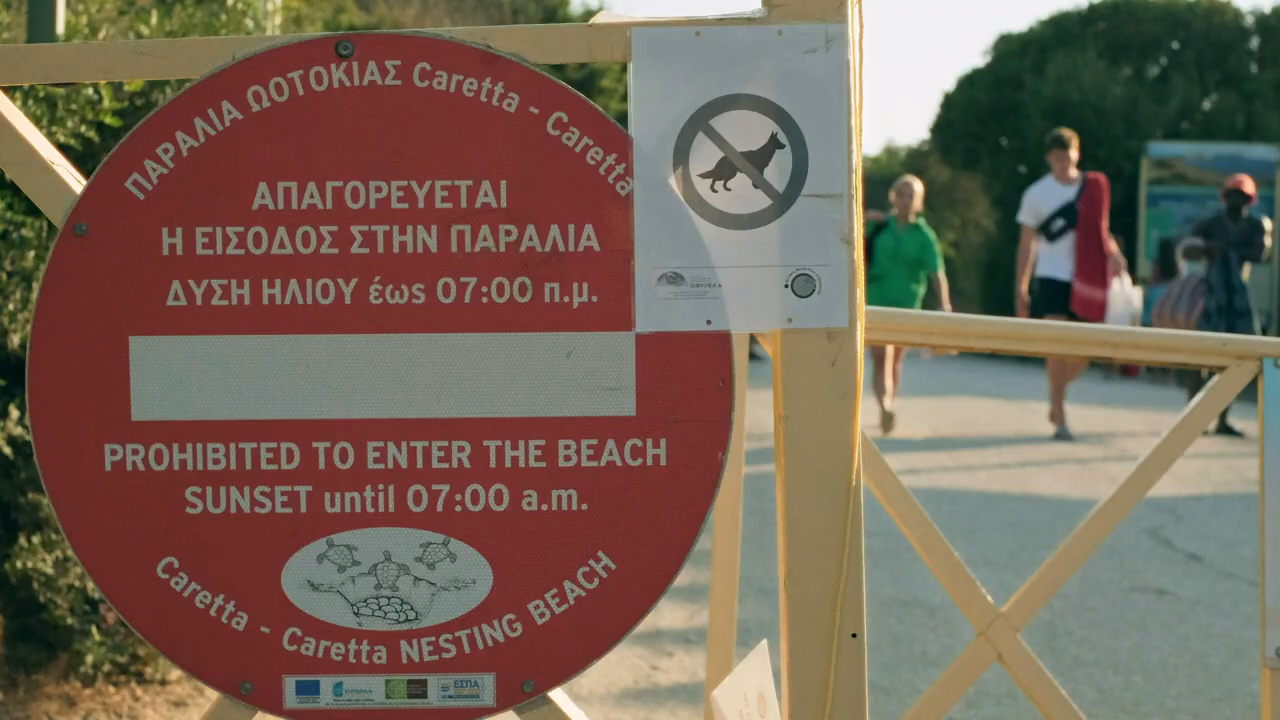 ΠΑΡΑΛΙΑ ΩΟΤΟΚΙΑΣ Caretta - Caretta
ΑΠΑΓΟΡΕΥΕΤΑΙ
Η ΕΙΣΟΔΟΣ ΣΤΗΝ ΠΑΡΑΛΙΑ
ΔΥΣΗ ΗΛΙΟΥ έως 07:00 π.μ.
PROHIBITED TO ENTER THE BEACH
SUNSET until 07:00 a.m.
Caretta - Caretta NESTING BEACH
ΕΣΠΑ